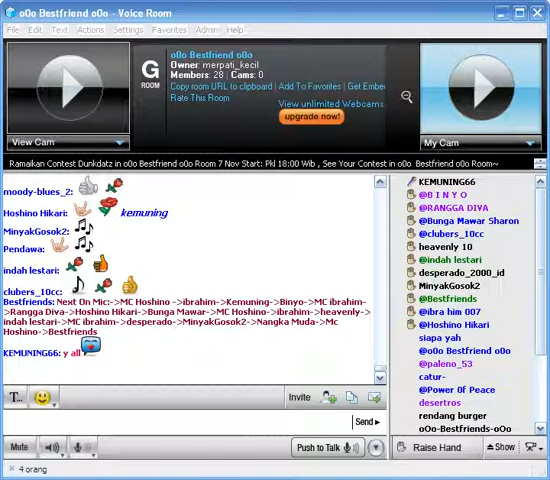 o0o Bestfriend o0o - Voice Room
File Edit Text Actions Settings Favorites Admin Help
G
ROOM
o0o Bestfriend o0o
Owner: merpati_kecil
Members: 28 | Cams: 0
Copy room URL to clipboard | Add To Favorites | Get Embe
Rate This Room
View unlimited Webcams
upgrade now!
View Cam
My Cam
Ramaikan Contest Dunkdatz in o0o Bestfriend o0o Room 7 Nov Start: Pkl 18:00 Wib , See Your Contest in o0o Bestfriend o0o Room~
moody-blues_2:
Hoshino Hikari: kemuning
MinyakGosok2:
Pendawa:
indah lestari:
clubers_10cc:
Bestfriends: Next On Mic:->MC Hoshino ->ibrahim->Kemuning->Binyo->MC ibrahim-
>Rangga Diva->Hoshino Hikari->Bunga Mawar->MC Hoshino->ibrahim->heavenly->
indah lestari->MC ibrahim->desperado->MinyakGosok2->Nangka Muda->Mc
Hoshino->Bestfriends
KEMUNING66: y all
KEMUNING66
@B I N Y O
@RANGGA DIVA
@Bunga Mawar Sharon
@clubers_10cc
heavenly 10
@indah lestari
desperado_2000_id
MinyakGosok2
@Bestfriends
@ibra him 007
@Hoshino Hikari
siapa yah
@o0o Bestfriend o0o
@paleno_53
catur-
@Power 0f Peace
desertros
rendang burger
oOo-Bestfriends-oOo
T...
Invite
Send
Mute
Push to Talk
Raise Hand
Show
4 orang